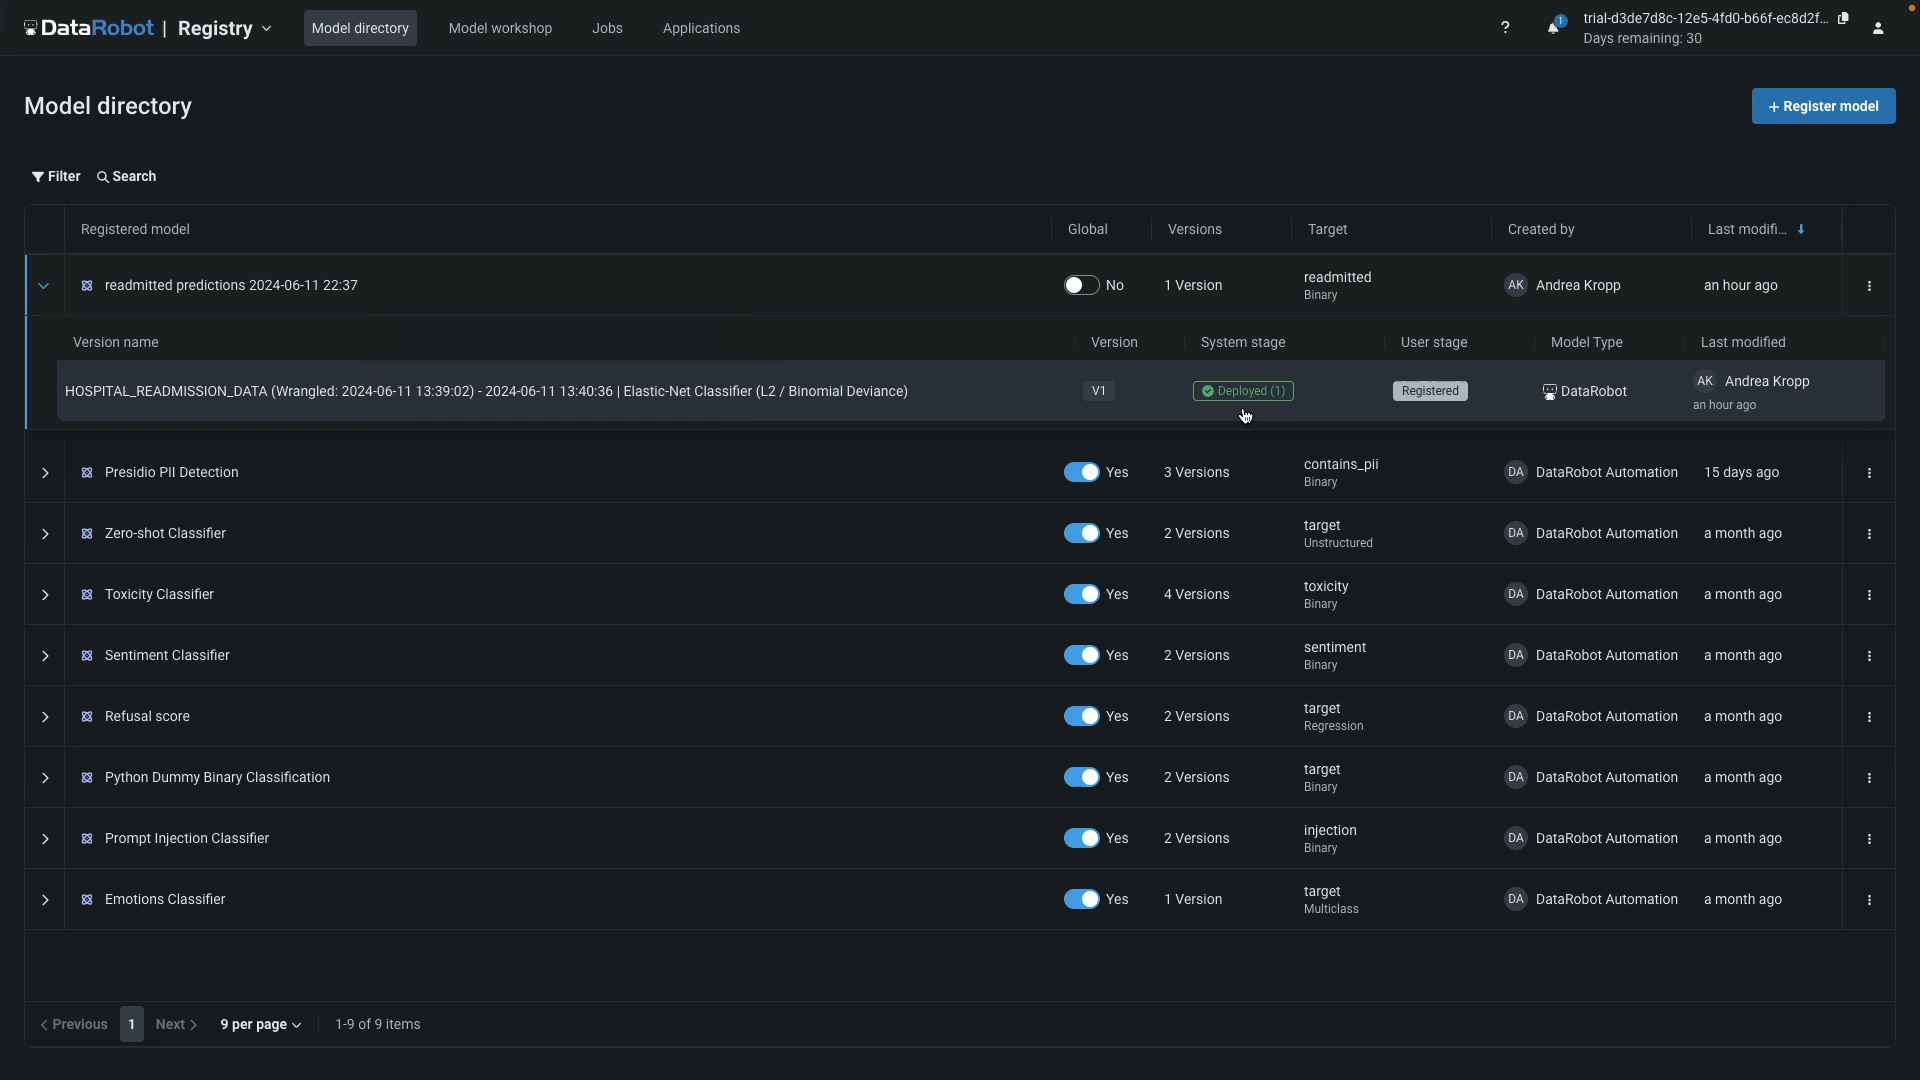 DataRobot | Registry Model directory Model workshop Jobs Applications ? 1 trial-d3de7d8c-12e5-4fd0-b66f-ec8d2f...
Days remaining: 30
Model directory + Register model
Filter Search
Registered model Global Versions Target Created by Last modifi...
readmitted predictions 2024-06-11 22:37 No 1 Version readmitted AK Andrea Kropp an hour ago
Binary
Version name Version System stage User stage Model Type Last modified
HOSPITAL_READMISSION_DATA (Wrangled: 2024-06-11 13:39:02) - 2024-06-11 13:40:36 | Elastic-Net Classifier (L2 / Binomial Deviance) V1 Deployed (1) Registered DataRobot AK Andrea Kropp
an hour ago
Presidio PII Detection Yes 3 Versions contains_pii DA DataRobot Automation 15 days ago
Binary
Zero-shot Classifier Yes 2 Versions target DA DataRobot Automation a month ago
Unstructured
Toxicity Classifier Yes 4 Versions toxicity DA DataRobot Automation a month ago
Binary
Sentiment Classifier Yes 2 Versions sentiment DA DataRobot Automation a month ago
Binary
Refusal score Yes 2 Versions target DA DataRobot Automation a month ago
Regression
Python Dummy Binary Classification Yes 2 Versions target DA DataRobot Automation a month ago
Binary
Prompt Injection Classifier Yes 2 Versions injection DA DataRobot Automation a month ago
Binary
Emotions Classifier Yes 1 Version target DA DataRobot Automation a month ago
Multiclass
Previous 1 Next 9 per page 1-9 of 9 items